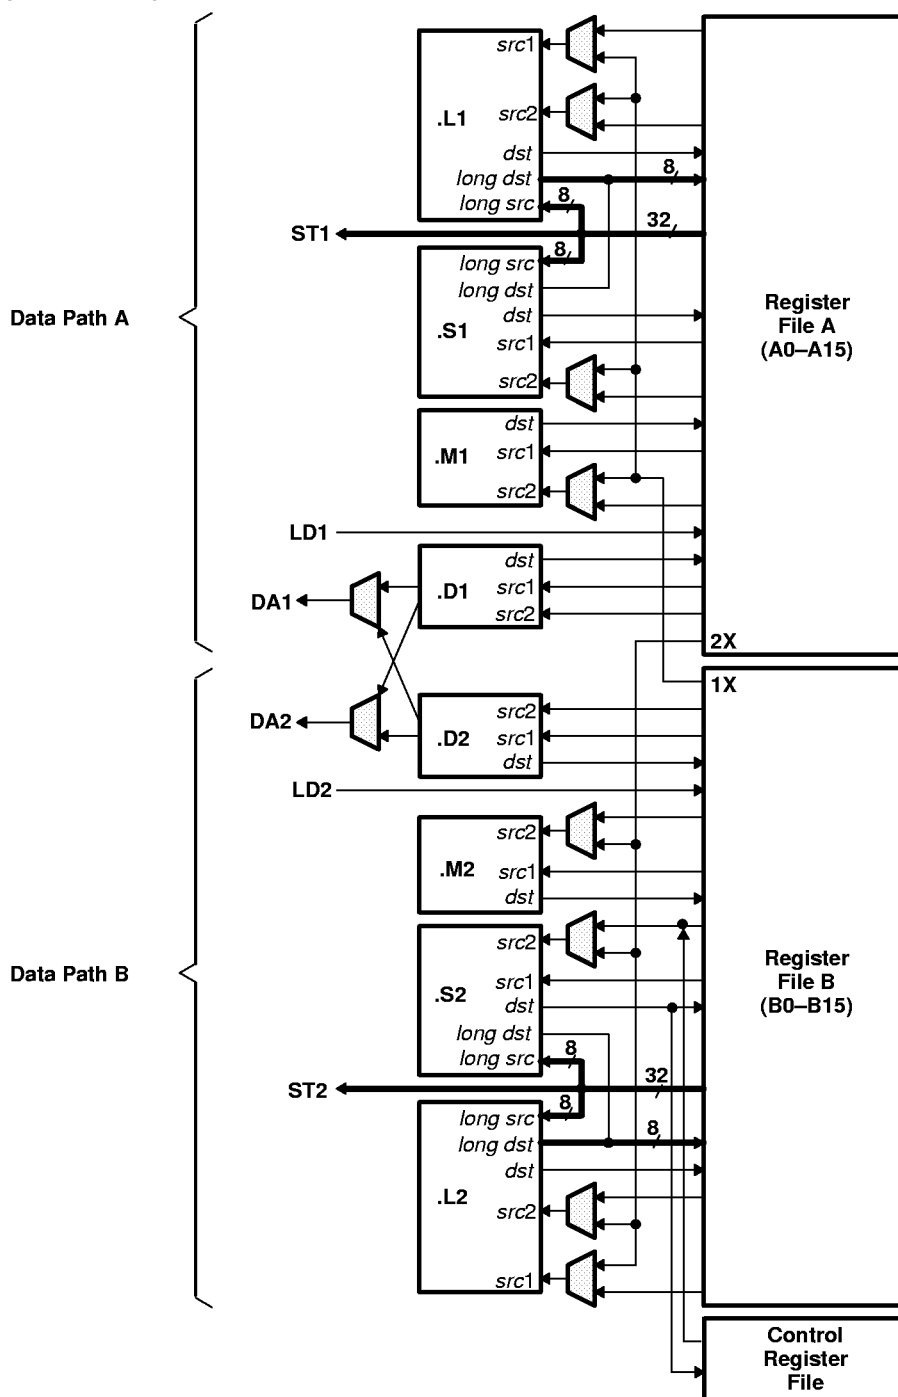 src1
.L1
src2
dst
long dst
8
long src
8
ST1
32
8
long src
long dst
dst
.S1
src1
src2
Data Path A
Register
File A
(A0–A15)
dst
.M1
src1
src2
LD1
dst
.D1
src1
src2
DA1
2X
1X
DA2
src2
.D2
src1
dst
LD2
src2
.M2
src1
dst
src2
src1
.S2
dst
long dst
long src
8
Data Path B
Register
File B
(B0–B15)
ST2
32
8
long src
long dst
8
dst
.L2
src2
src1
Control
Register
File